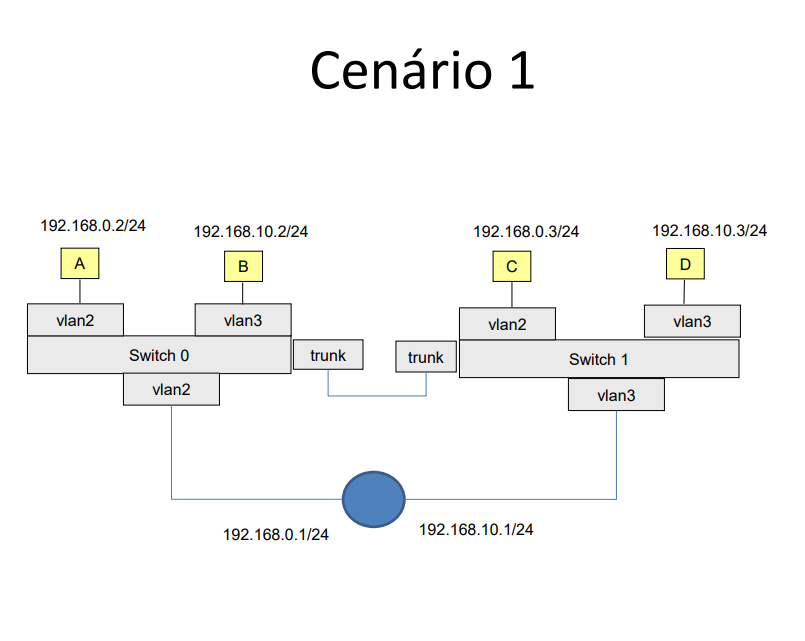 Cenário 1
192.168.0.2/24
192.168.10.2/24
192.168.0.3/24
192.168.10.3/24
A
B
C
D
vlan2
vlan3
vlan2
vlan3
Switch 0
trunk
trunk
Switch 1
vlan2
vlan3
192.168.0.1/24
192.168.10.1/24